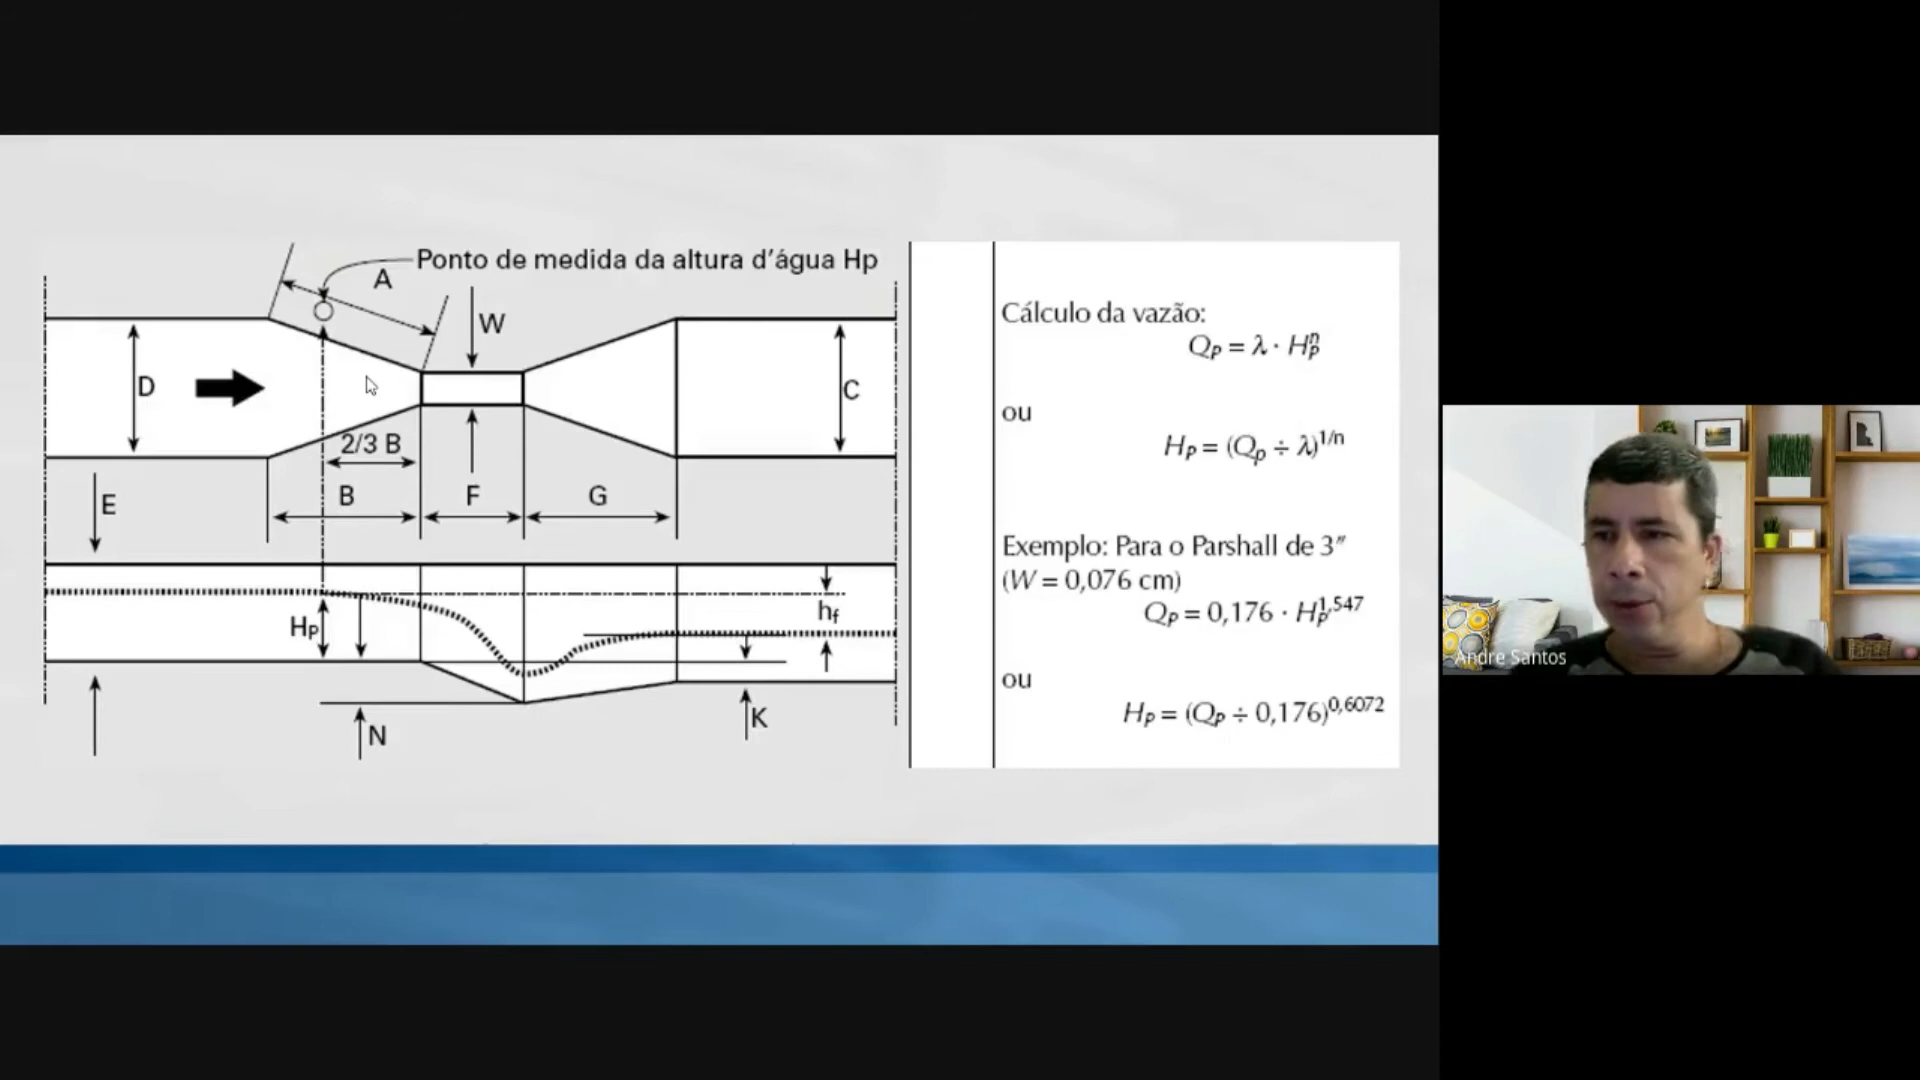 Ponto de medida da altura d'água Hp
A
W
D
C
2/3 B
B
F
G
E
Hₚ
h_f
N
K
Cálculo da vazão:
Q_P = λ · H_P^n
ou
H_P = (Q_p ÷ λ)^1/n
Exemplo: Para o Parshall de 3″
(W = 0,076 cm)
Q_P = 0,176 · H_P^1,547
ou
H_P = (Q_P ÷ 0,176)^0,6072
Andre Santos